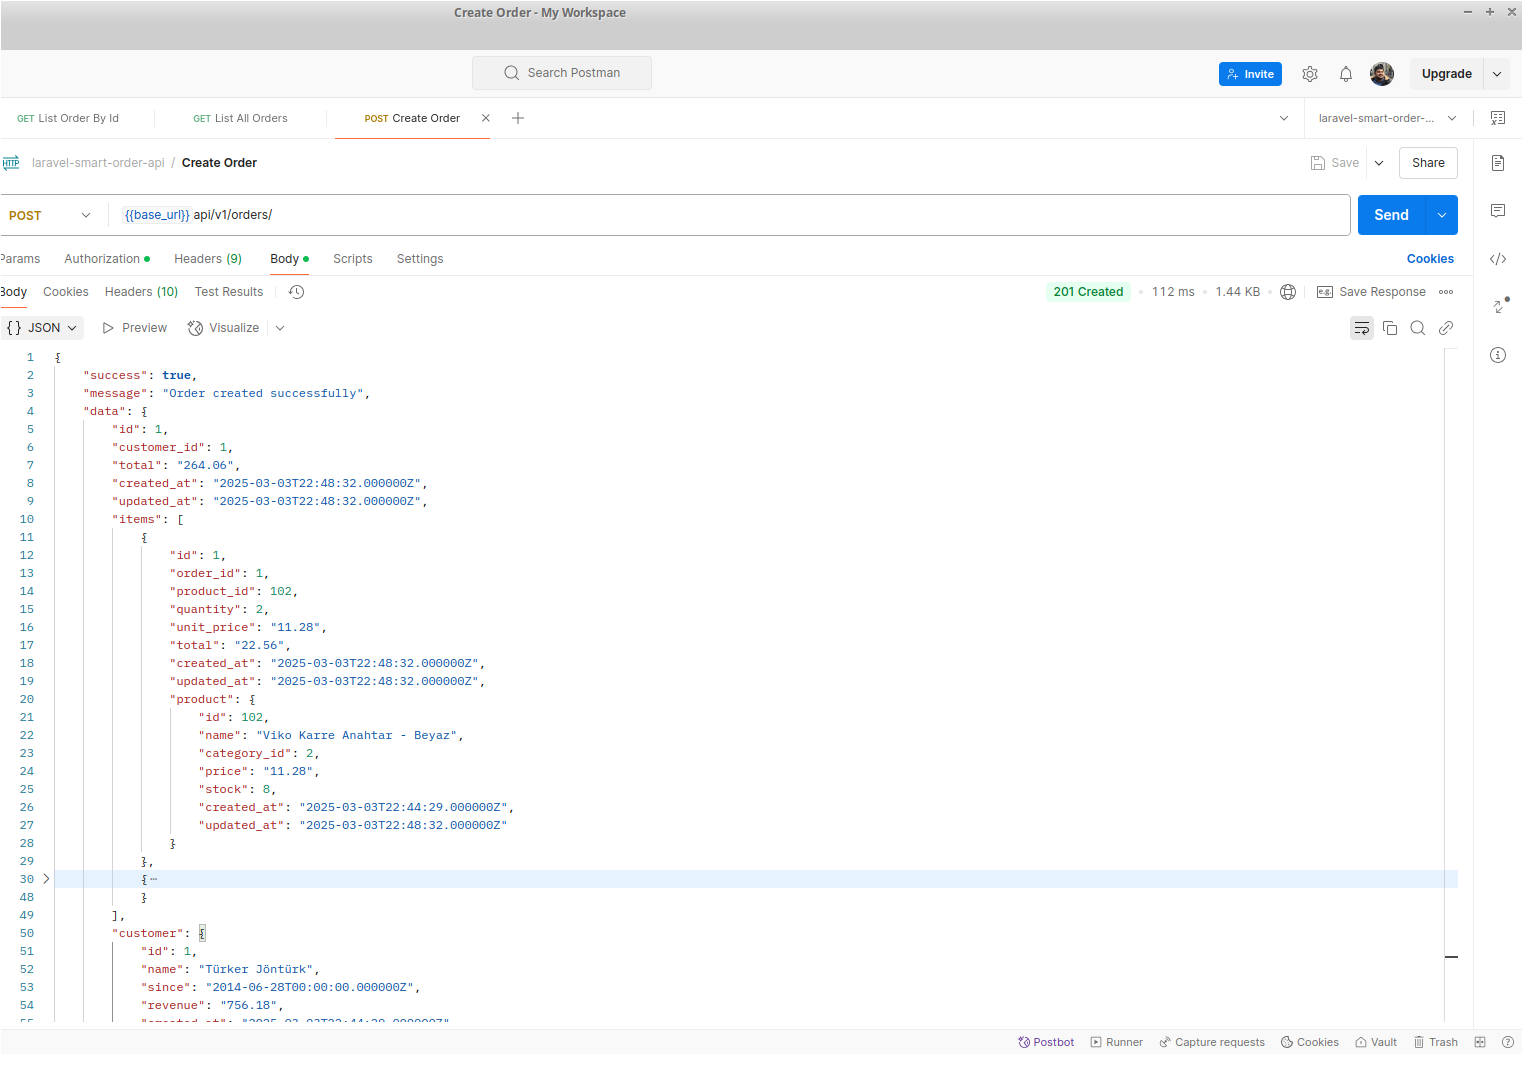 Create Order - My Workspace
Search Postman
Invite
Upgrade
GET List Order By Id
GET List All Orders
POST Create Order
laravel-smart-order-...
HTTP
laravel-smart-order-api / Create Order
Save
Share
POST
{{base_url}} api/v1/orders/
Send
Params
Authorization
Headers (9)
Body
Scripts
Settings
Cookies
Body
Cookies
Headers (10)
Test Results
201 Created
112 ms
1.44 KB
e.g.
Save Response
{} JSON
Preview
Visualize
1 {
2 "success": true,
3 "message": "Order created successfully",
4 "data": {
5 "id": 1,
6 "customer_id": 1,
7 "total": "264.06",
8 "created_at": "2025-03-03T22:48:32.000000Z",
9 "updated_at": "2025-03-03T22:48:32.000000Z",
10 "items": [
11 {
12 "id": 1,
13 "order_id": 1,
14 "product_id": 102,
15 "quantity": 2,
16 "unit_price": "11.28",
17 "total": "22.56",
18 "created_at": "2025-03-03T22:48:32.000000Z",
19 "updated_at": "2025-03-03T22:48:32.000000Z",
20 "product": {
21 "id": 102,
22 "name": "Viko Karre Anahtar - Beyaz",
23 "category_id": 2,
24 "price": "11.28",
25 "stock": 8,
26 "created_at": "2025-03-03T22:44:29.000000Z",
27 "updated_at": "2025-03-03T22:48:32.000000Z"
28 }
29 },
30 {⋯
48 }
49 ],
50 "customer": {
51 "id": 1,
52 "name": "Türker Jöntürk",
53 "since": "2014-06-28T00:00:00.000000Z",
54 "revenue": "756.18",
55 "created_at": "2025-03-03T22:44:29.000000Z"
Postbot
Runner
Capture requests
Cookies
Vault
Trash